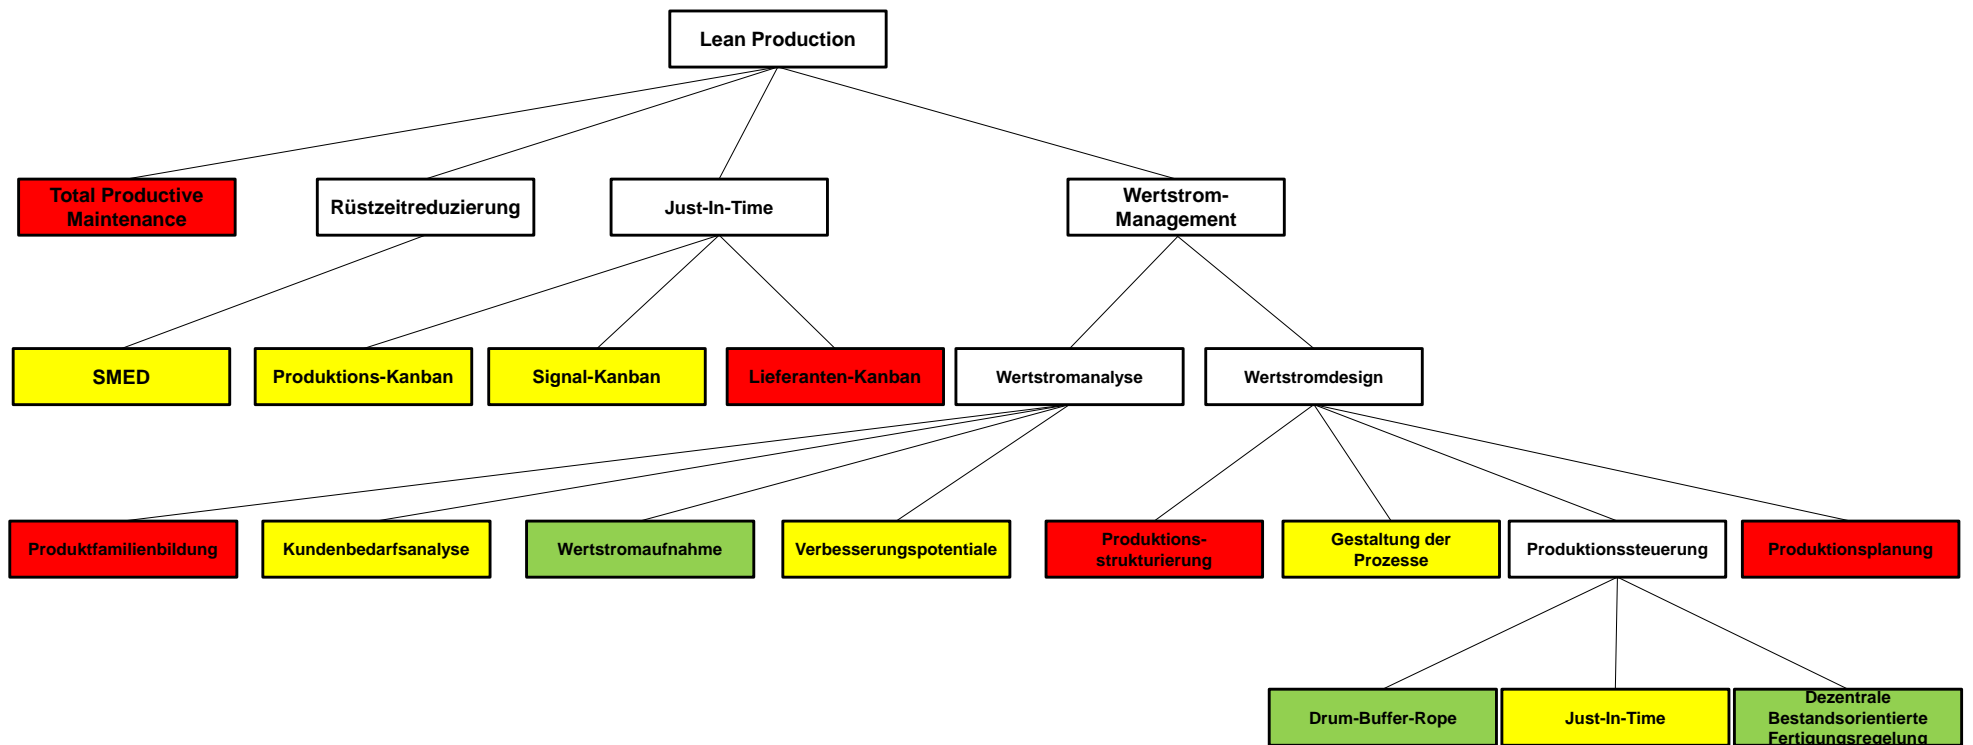 Lean Production
Total Productive
Maintenance
Rüstzeitreduzierung
Just-In-Time
Wertstrom-
Management
SMED
Produktions-Kanban
Signal-Kanban
Lieferanten-Kanban
Wertstromanalyse
Wertstromdesign
Produktfamilienbildung
Kundenbedarfsanalyse
Wertstromaufnahme
Verbesserungspotentiale
Produktions-
strukturierung
Gestaltung der
Prozesse
Produktionssteuerung
Produktionsplanung
Drum-Buffer-Rope
Just-In-Time
Dezentrale
Bestandsorientierte
Fertigungsregelung